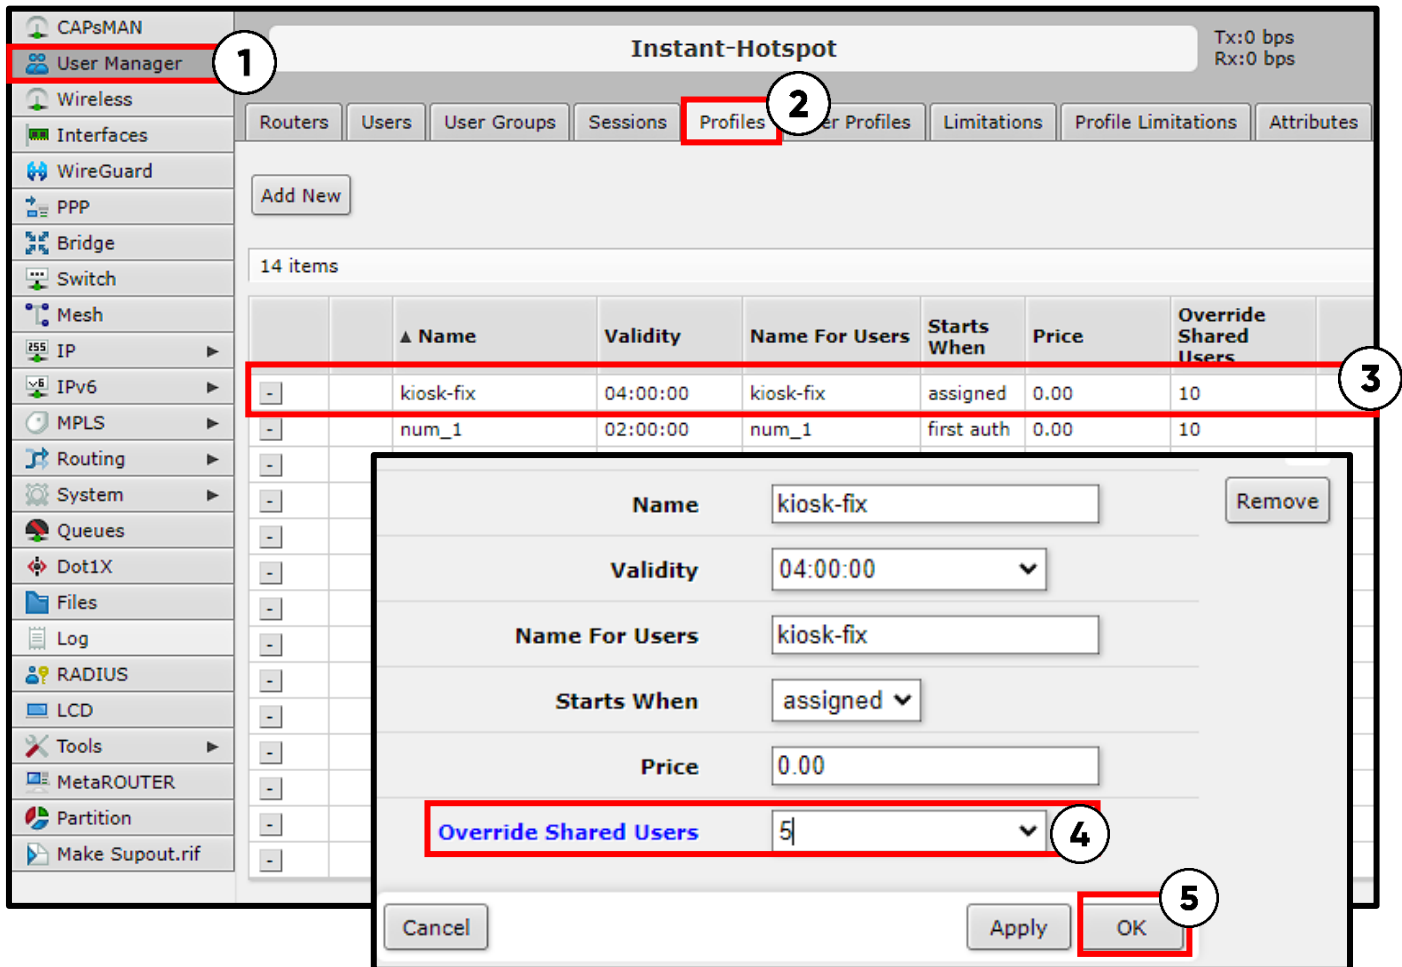 CAPsMAN
User Manager
Wireless
Interfaces
WireGuard
PPP
Bridge
Switch
Mesh
IP
IPv6
MPLS
Routing
System
Queues
Dot1X
Files
Log
RADIUS
LCD
Tools
MetaROUTER
Partition
Make Supout.rif
1
Instant-Hotspot
Tx:0 bps
Rx:0 bps
2
Routers Users User Groups Sessions Profiles Profiles Limitations Profile Limitations Attributes
Add New
14 items
▲ Name Validity Name For Users Starts When Price Override Shared Users
3
- kiosk-fix 04:00:00 kiosk-fix assigned 0.00 10
- num_1 02:00:00 num_1 first auth 0.00 10
Name kiosk-fix
Remove
Validity 04:00:00
Name For Users kiosk-fix
Starts When assigned
Price 0.00
Override Shared Users 5
4
5
Cancel Apply OK